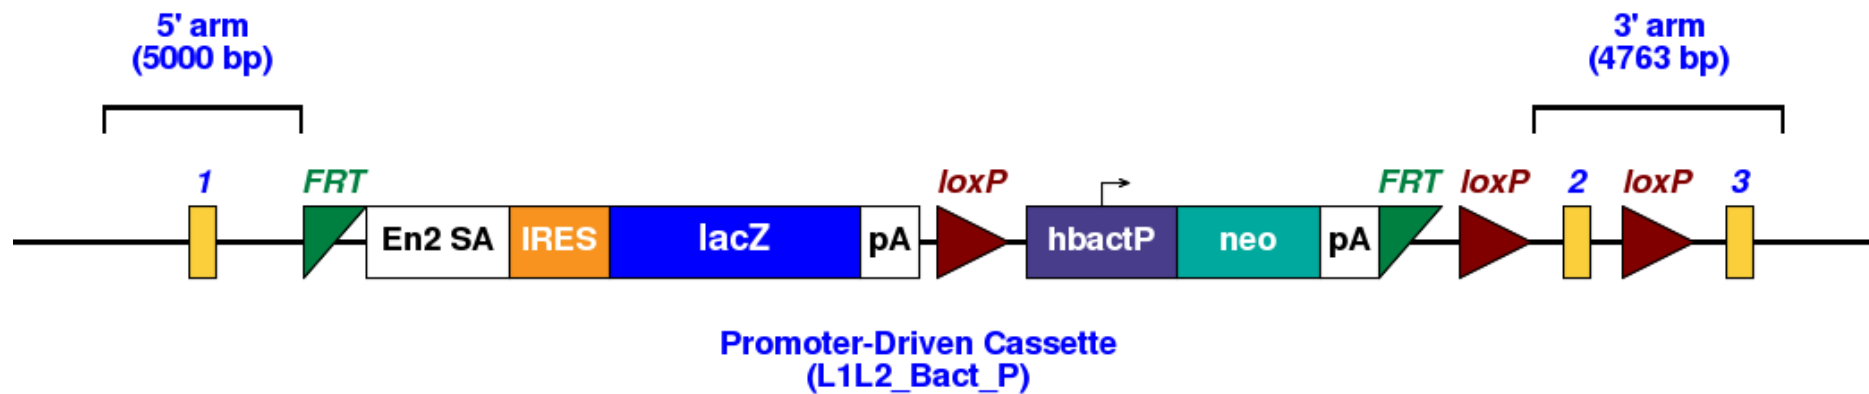 5' arm
(5000 bp)
3' arm
(4763 bp)
1 FRT loxP FRT loxP 2 loxP 3
En2 SA IRES lacZ pA hbactP neo pA
Promoter-Driven Cassette
(L1L2_Bact_P)